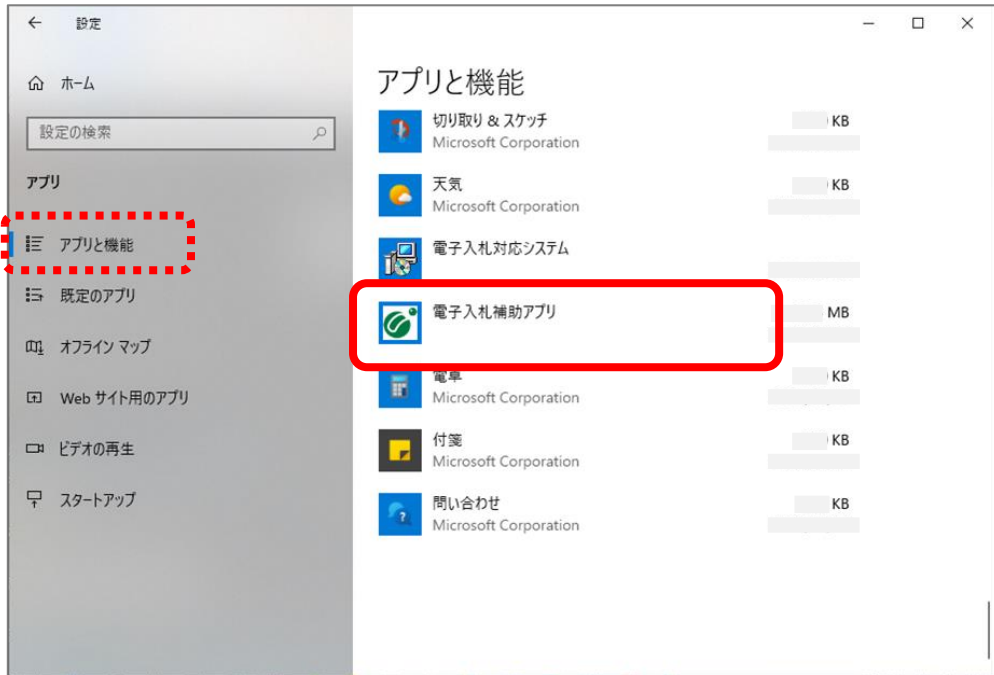 設定
ホーム
設定の検索
アプリ
アプリと機能
既定のアプリ
オフライン マップ
Web サイト用のアプリ
ビデオの再生
スタートアップ
アプリと機能
切り取り & スケッチ
KB
Microsoft Corporation
天気
KB
Microsoft Corporation
電子入札対応システム
電子入札補助アプリ
MB
電卓
KB
Microsoft Corporation
付箋
KB
Microsoft Corporation
問い合わせ
KB
Microsoft Corporation